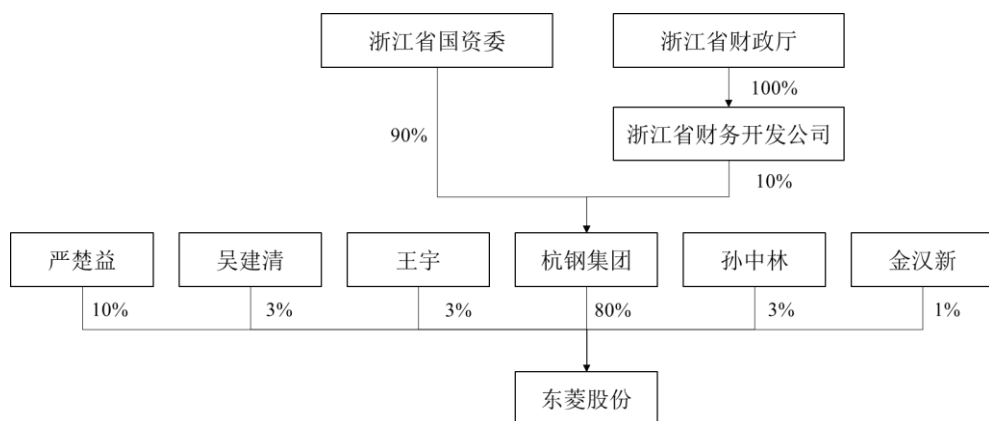 浙江省国资委
浙江省财政厅
100%
90%
浙江省财务开发公司
10%
严楚益
吴建清
王宇
杭钢集团
孙中林
金汉新
10%
3%
3%
80%
3%
1%
东菱股份